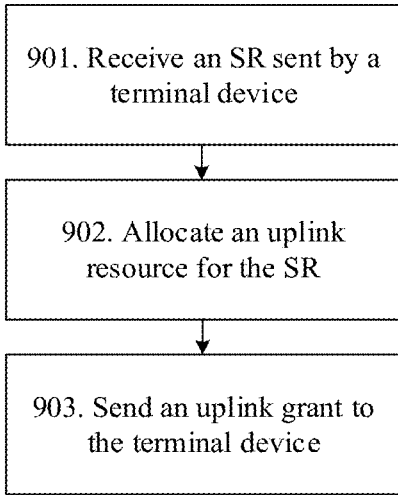 901. Receive an SR sent by a
terminal device
902. Allocate an uplink
resource for the SR
903. Send an uplink grant to
the terminal device